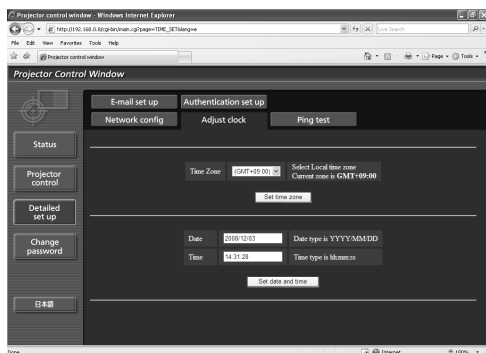 Projector control window - Windows Internet Explorer
http://192.168.0.8/cgi-bin/main.cgi?page=TIME_SET&lang=e
Live Search
File Edit View Favorites Tools Help
Projector control window
Page Tools
Projector Control Window
E-mail set up Authentication set up
Network config Adjust clock Ping test
Status
Projector
control
Detailed
set up
Change
password
日本語
Time Zone (GMT+09:00) Select Local time zone
Current zone is GMT+09:00
Set time zone
Date 2008/12/03 Date type is YYYY/MM/DD
Time 14:31:28 Time type is hh:mm:ss
Set date and time
Done Internet 100%